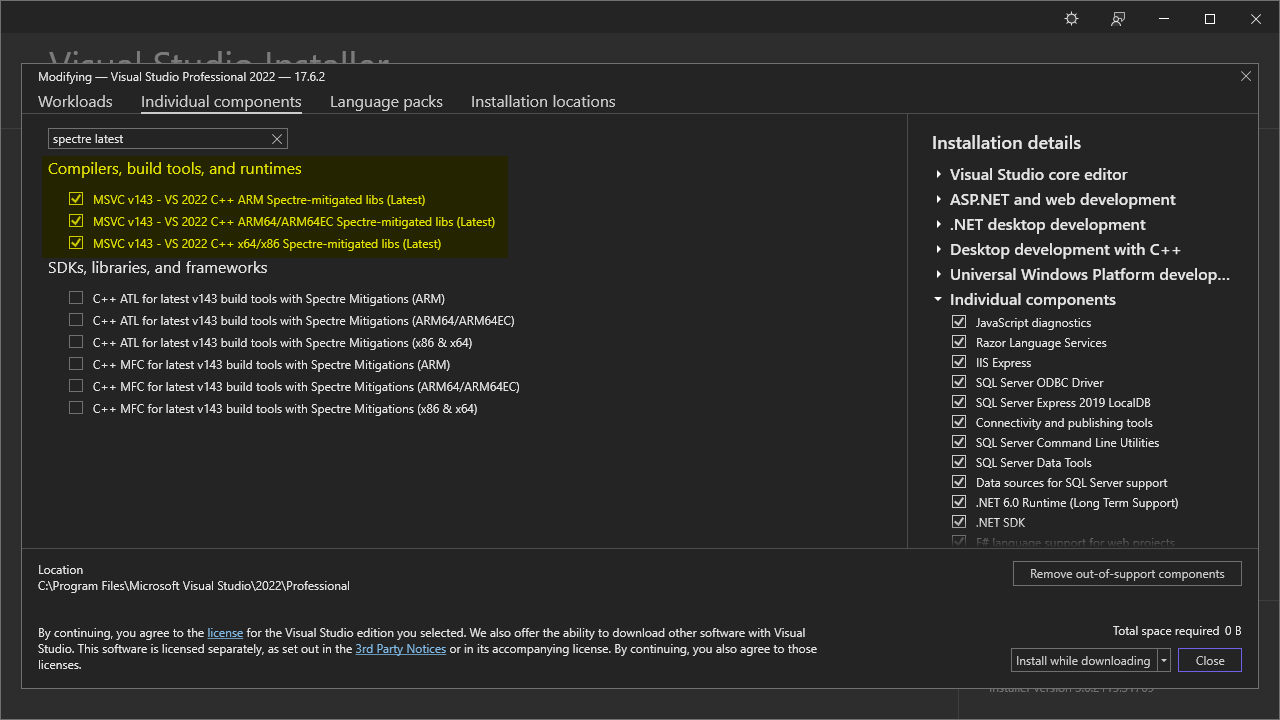 Visual Studio Installer
Modifying — Visual Studio Professional 2022 — 17.6.2
Workloads
Individual components
Language packs
Installation locations
spectre latest
Compilers, build tools, and runtimes
MSVC v143 - VS 2022 C++ ARM Spectre-mitigated libs (Latest)
MSVC v143 - VS 2022 C++ ARM64/ARM64EC Spectre-mitigated libs (Latest)
MSVC v143 - VS 2022 C++ x64/x86 Spectre-mitigated libs (Latest)
SDKs, libraries, and frameworks
C++ ATL for latest v143 build tools with Spectre Mitigations (ARM)
C++ ATL for latest v143 build tools with Spectre Mitigations (ARM64/ARM64EC)
C++ ATL for latest v143 build tools with Spectre Mitigations (x86 & x64)
C++ MFC for latest v143 build tools with Spectre Mitigations (ARM)
C++ MFC for latest v143 build tools with Spectre Mitigations (ARM64/ARM64EC)
C++ MFC for latest v143 build tools with Spectre Mitigations (x86 & x64)
Installation details
Visual Studio core editor
ASP.NET and web development
.NET desktop development
Desktop development with C++
Universal Windows Platform develop...
Individual components
JavaScript diagnostics
Razor Language Services
IIS Express
SQL Server ODBC Driver
SQL Server Express 2019 LocalDB
Connectivity and publishing tools
SQL Server Command Line Utilities
SQL Server Data Tools
Data sources for SQL Server support
.NET 6.0 Runtime (Long Term Support)
.NET SDK
F# language support for web projects
Location
C:\Program Files\Microsoft Visual Studio\2022\Professional
Remove out-of-support components
By continuing, you agree to the license for the Visual Studio edition you selected. We also offer the ability to download other software with Visual
Studio. This software is licensed separately, as set out in the 3rd Party Notices or in its accompanying license. By continuing, you also agree to those
licenses.
Total space required 0 B
Install while downloading
Close
Installer version